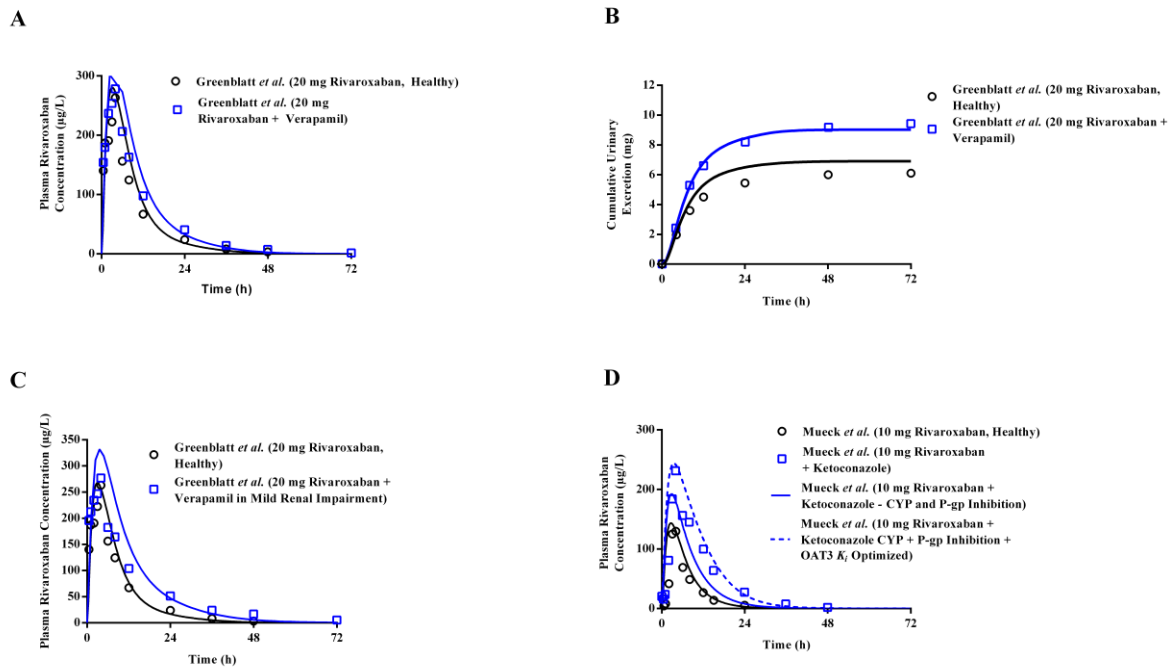 A
Plasma Rivaroxaban
Concentration (µg/L)
300
200
100
0
0 24 48 72
Time (h)
Greenblatt et al. (20 mg Rivaroxaban, Healthy)
Greenblatt et al. (20 mg
Rivaroxaban + Verapamil)
B
Cumulative Urinary
Excretion (mg)
12
10
8
6
4
2
0
0 24 48 72
Time (h)
Greenblatt et al. (20 mg Rivaroxaban,
Healthy)
Greenblatt et al. (20 mg Rivaroxaban +
Verapamil)
C
Plasma Rivaroxaban Concentration (µg/L)
350
300
250
200
150
100
50
0
0 24 48 72
Time (h)
Greenblatt et al. (20 mg Rivaroxaban,
Healthy)
Greenblatt et al. (20 mg Rivaroxaban +
Verapamil in Mild Renal Impairment)
D
Plasma Rivaroxaban
Concentration (µg/L)
300
200
100
0
0 24 48 72
Time (h)
Mueck et al. (10 mg Rivaroxaban, Healthy)
Mueck et al. (10 mg Rivaroxaban
+ Ketoconazole)
Mueck et al. (10 mg Rivaroxaban +
Ketoconazole - CYP and P-gp Inhibition)
Mueck et al. (10 mg Rivaroxaban +
Ketoconazole CYP + P-gp Inhibition +
OAT3 Ki Optimized)